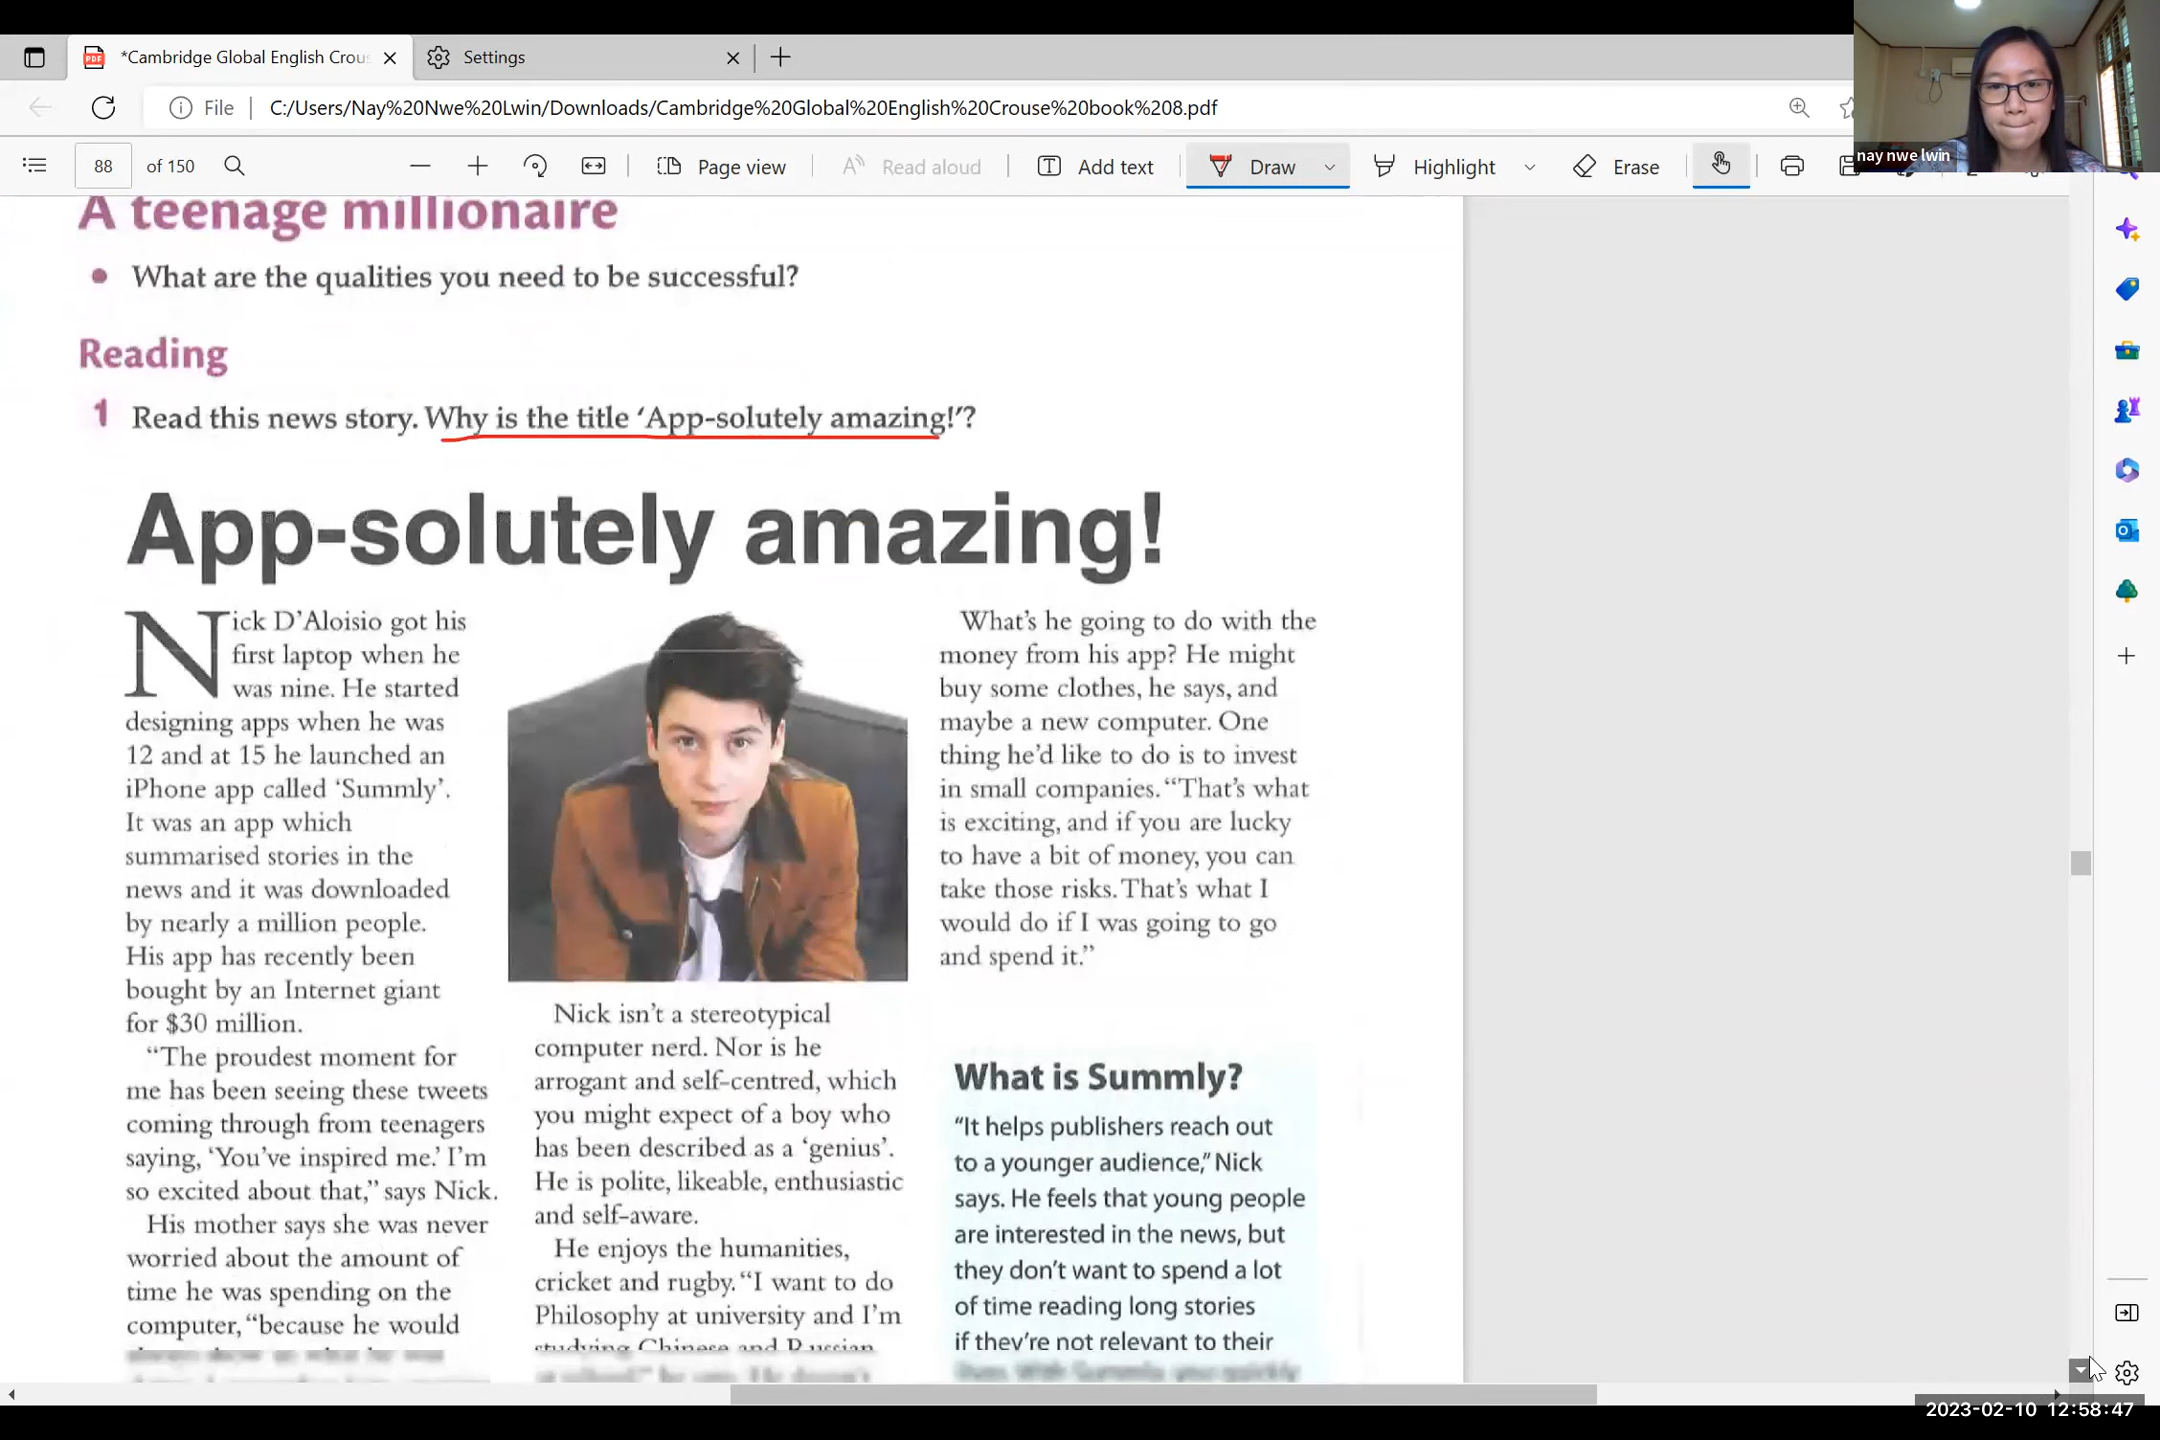 *Cambridge Global English Crou
Settings
File
C:/Users/Nay%20Nwe%20Lwin/Downloads/Cambridge%20Global%20English%20Crouse%20book%208.pdf
nay nwe lwin
88 of 150
Page view
Read aloud
Add text
Draw
Highlight
Erase
A teenage millionaire
• What are the qualities you need to be successful?
Reading
1 Read this news story. Why is the title ‘App-solutely amazing!’?
App-solutely amazing!
Nick D’Aloisio got his
first laptop when he
was nine. He started
designing apps when he was
12 and at 15 he launched an
iPhone app called ‘Summly’.
It was an app which
summarised stories in the
news and it was downloaded
by nearly a million people.
His app has recently been
bought by an Internet giant
for $30 million.
“The proudest moment for
me has been seeing these tweets
coming through from teenagers
saying, ‘You’ve inspired me.’ I’m
so excited about that,” says Nick.
His mother says she was never
worried about the amount of
time he was spending on the
computer, “because he would
Nick isn’t a stereotypical
computer nerd. Nor is he
arrogant and self-centred, which
you might expect of a boy who
has been described as a ‘genius’.
He is polite, likeable, enthusiastic
and self-aware.
He enjoys the humanities,
cricket and rugby. “I want to do
Philosophy at university and I’m
studying Chinese and Russian
What’s he going to do with the
money from his app? He might
buy some clothes, he says, and
maybe a new computer. One
thing he’d like to do is to invest
in small companies. “That’s what
is exciting, and if you are lucky
to have a bit of money, you can
take those risks. That’s what I
would do if I was going to go
and spend it.”
What is Summly?
“It helps publishers reach out
to a younger audience,” Nick
says. He feels that young people
are interested in the news, but
they don’t want to spend a lot
of time reading long stories
if they’re not relevant to their
2023-02-10 12:58:47